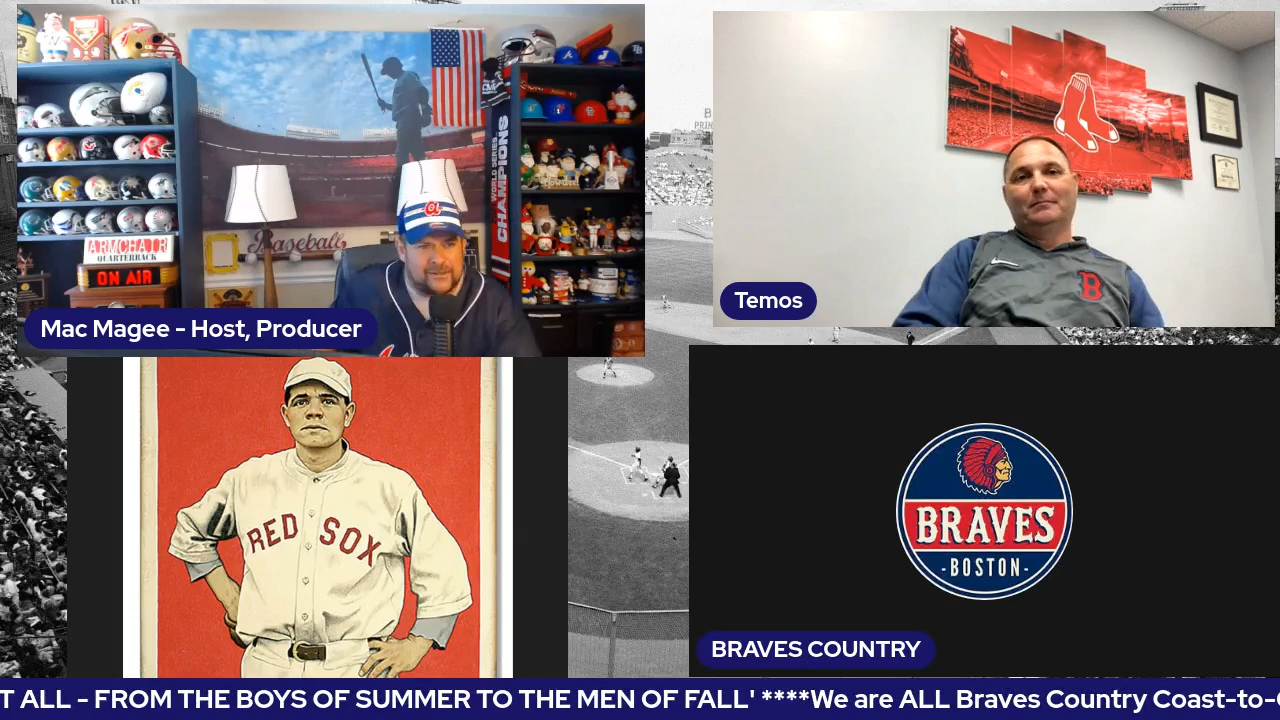 WORLD SERIES
CHAMPIONS
Baseball
ARMCHAIR
QUARTERBACK
ON AIR
a
Mac Magee - Host, Producer
B
Temos
RED SOX
BRAVES
-BOSTON-
BRAVES COUNTRY
T ALL - FROM THE BOYS OF SUMMER TO THE MEN OF FALL' ****We are ALL Braves Country Coast-to-